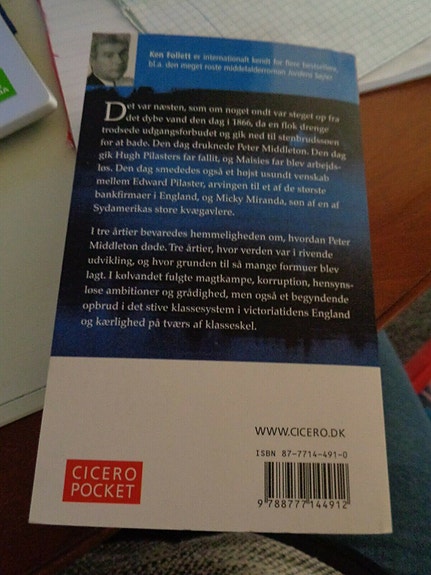 Ken Follett er internationalt kendt for flere bestsellere,
bl.a. den meget roste middelalderroman Jordens Søjler
Det var næsten, som om noget ondt var steget op fra
det dybe vand den dag i 1866, da en flok drenge
trodsede udgangsforbudet og gik ned til stenbrudssøen
for at bade. Den dag druknede Peter Middleton. Den dag
gik Hugh Pilasters far fallit, og Maisies far blev arbejds-
løs. Den dag smededes også et højst usundt venskab
mellem Edward Pilaster, arvingen til et af de største
bankfirmaer i England, og Micky Miranda, søn af en af
Sydamerikas store kvægavlere.
I tre årtier bevaredes hemmeligheden om, hvordan Peter
Middleton døde. Tre årtier, hvor verden var i rivende
udvikling, og hvor grunden til så mange formuer blev
lagt. I kølvandet fulgte magtkampe, korruption, hensyns-
løse ambitioner og grådighed, men også et begyndende
opbrud i det stive klassesystem i victoriatidens England
og kærlighed på tværs af klasseskel.
WWW.CICERO.DK
ISBN 87-7714-491-0
9 788777 144912
CICERO
POCKET